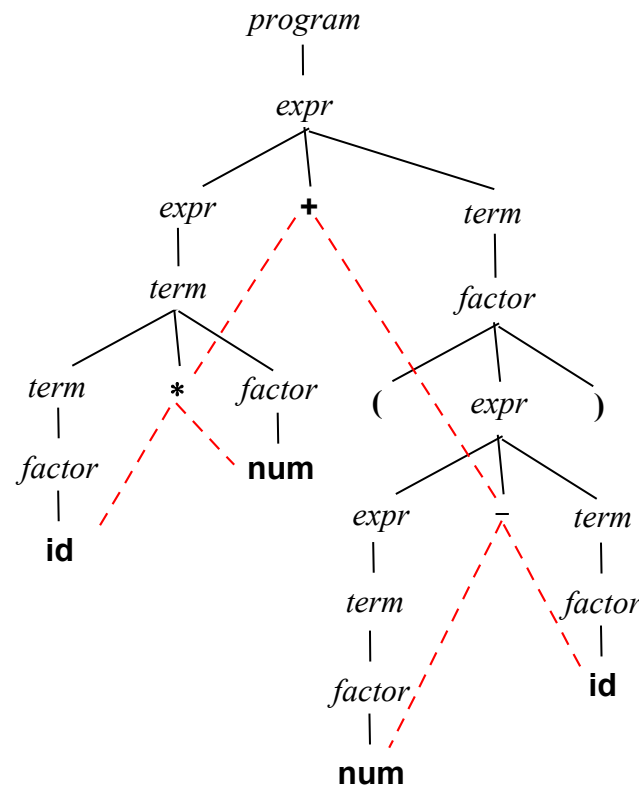 program
expr
expr + term
term factor
term * factor ( expr )
factor num expr – term
id term factor
factor id
num